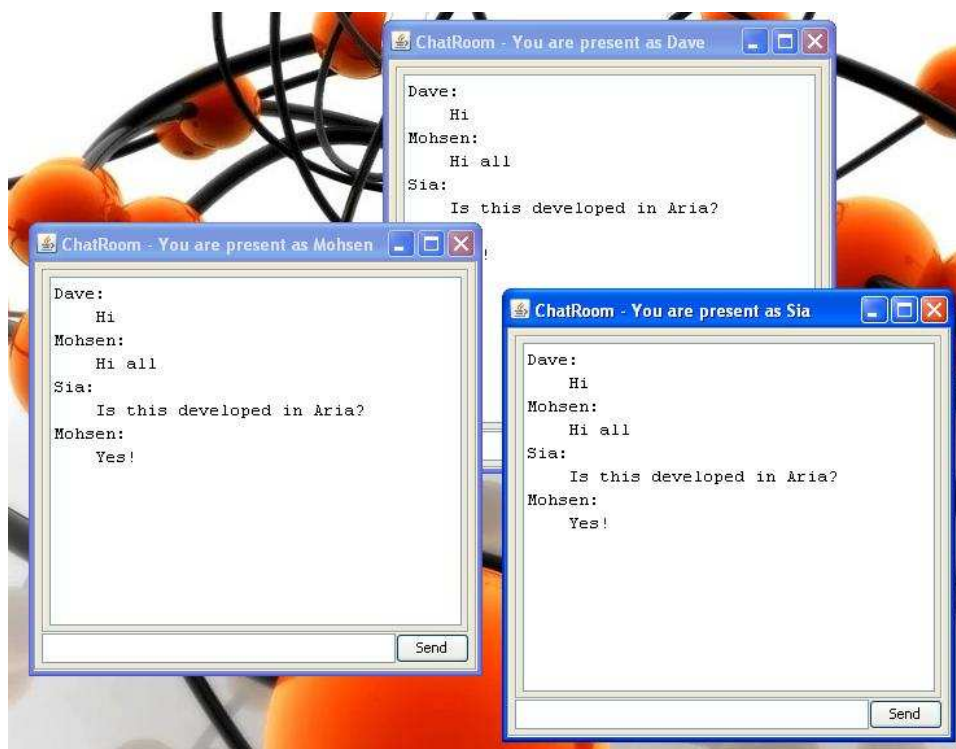 ChatRoom - You are present as Dave
Dave:
Hi
Mohsen:
Hi all
Sia:
Is this developed in Aria?
!
ChatRoom - You are present as Mohsen
Dave:
Hi
Mohsen:
Hi all
Sia:
Is this developed in Aria?
Mohsen:
Yes!
Send
ChatRoom - You are present as Sia
Dave:
Hi
Mohsen:
Hi all
Sia:
Is this developed in Aria?
Mohsen:
Yes!
Send